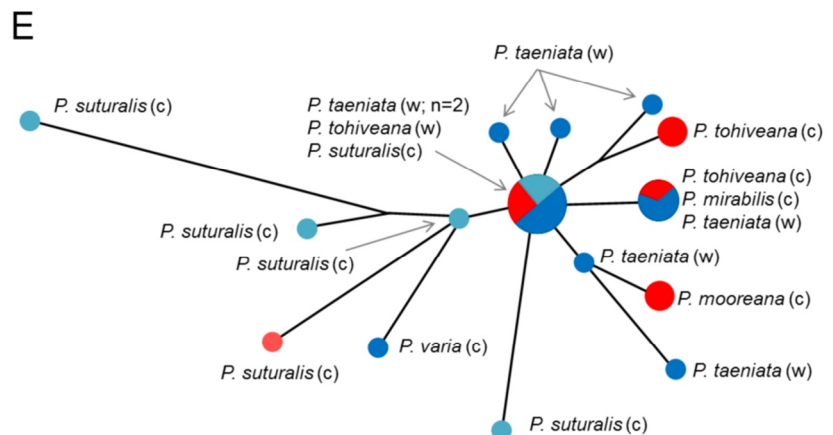 E
P. taeniata (w)
P. suturalis (c)
P. taeniata (w; n=2)
P. tohiveana (w)
P. suturalis(c)
P. tohiveana (c)
P. tohiveana (c)
P. mirabilis (c)
P. taeniata (w)
P. suturalis (c)
P. suturalis (c)
P. taeniata (w)
P. mooreana (c)
P. varia (c)
P. suturalis (c)
P. taeniata (w)
P. suturalis (c)